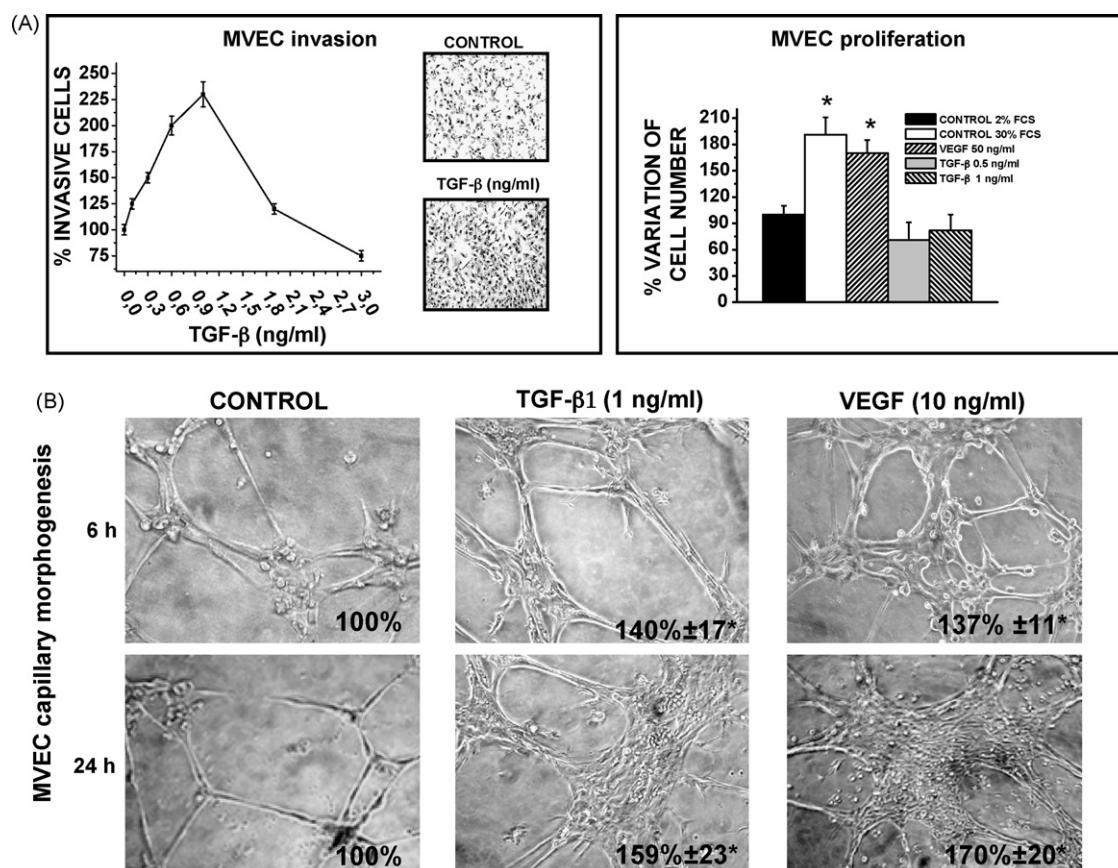 (A)
MVEC invasion
% INVASIVE CELLS
250
225
200
175
150
125
100
75
0,0
0,3
0,6
0,9
1,2
1,5
1,8
2,1
2,4
2,7
3,0
TGF-β (ng/ml)
CONTROL
TGF-β (ng/ml)
MVEC proliferation
% VARIATION OF
CELL NUMBER
210
180
150
120
90
60
30
0
*
*
CONTROL 2% FCS
CONTROL 30% FCS
VEGF 50 ng/ml
TGF-β 0.5 ng/ml
TGF-β 1 ng/ml
(B)
CONTROL
TGF-β1 (1 ng/ml)
VEGF (10 ng/ml)
MVEC capillary morphogenesis
6 h
100%
140%±17*
137% ±11*
24 h
100%
159%±23*
170%±20*